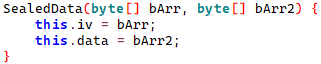 SealedData(byte[] bArr, byte[] bArr2) {
    this.iv = bArr;
    this.data = bArr2;
}